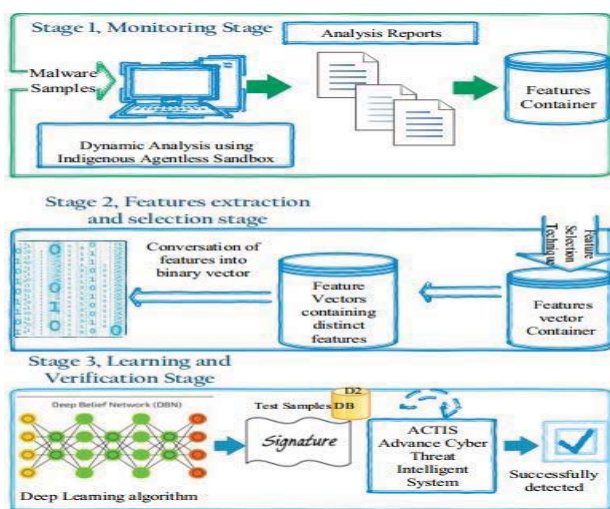 Stage 1, Monitoring Stage
Analysis Reports
Malware
Samples
Features
Container
Dynamic Analysis using
Indigenous Agentless Sandbox
Stage 2, Features extraction
and selection stage
Feature
Selection
Technique
Conversation of
features into
binary vector
Feature
Vectors
containing
distinct
features
Features
vector
Container
Stage 3, Learning and
Verification Stage
Deep Belief Network (DBN)
D2
Test Samples DB
Signature
ACTIS
Advance Cyber
Threat
Intelligent
System
Successfully
detected
Deep Learning algorithm